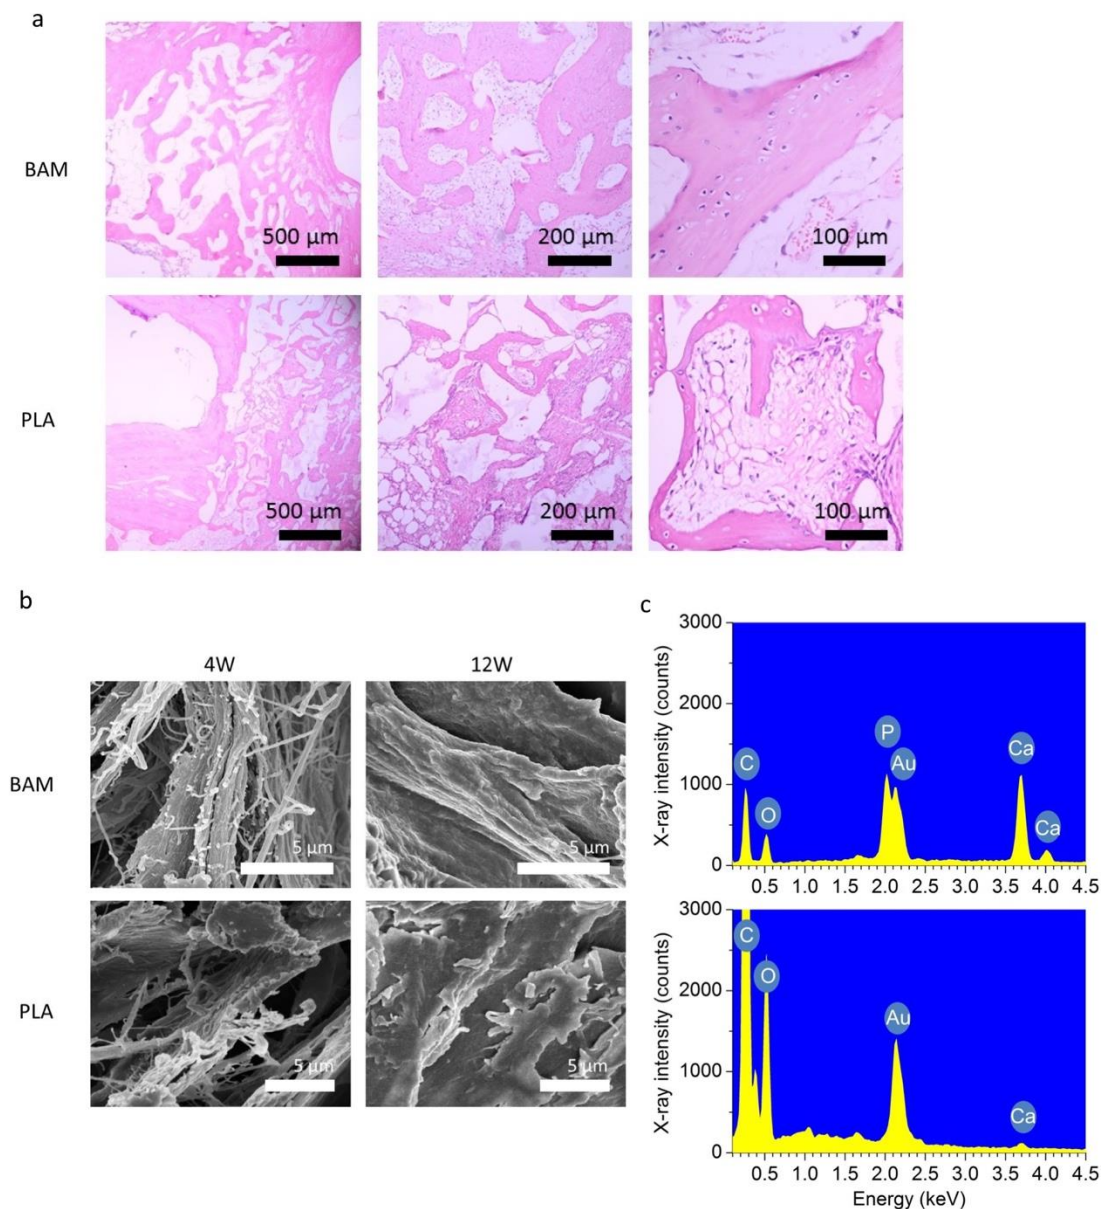 a
BAM
500 µm
200 µm
100 µm
PLA
500 µm
200 µm
100 µm
b
4W
12W
BAM
5 µm
5 µm
PLA
5 µm
5 µm
c
X-ray intensity (counts)
3000
2000
1000
0
C
O
P
Au
Ca
Ca
0.5 1.0 1.5 2.0 2.5 3.0 3.5 4.0 4.5
X-ray intensity (counts)
3000
2000
1000
0
C
O
Au
Ca
0.5 1.0 1.5 2.0 2.5 3.0 3.5 4.0 4.5
Energy (keV)